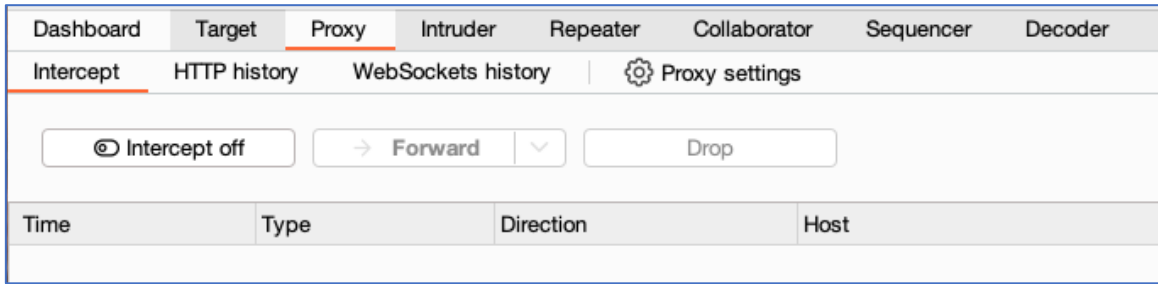 Dashboard Target Proxy Intruder Repeater Collaborator Sequencer Decoder
Intercept HTTP history WebSockets history Proxy settings
Intercept off Forward Drop
Time Type Direction Host